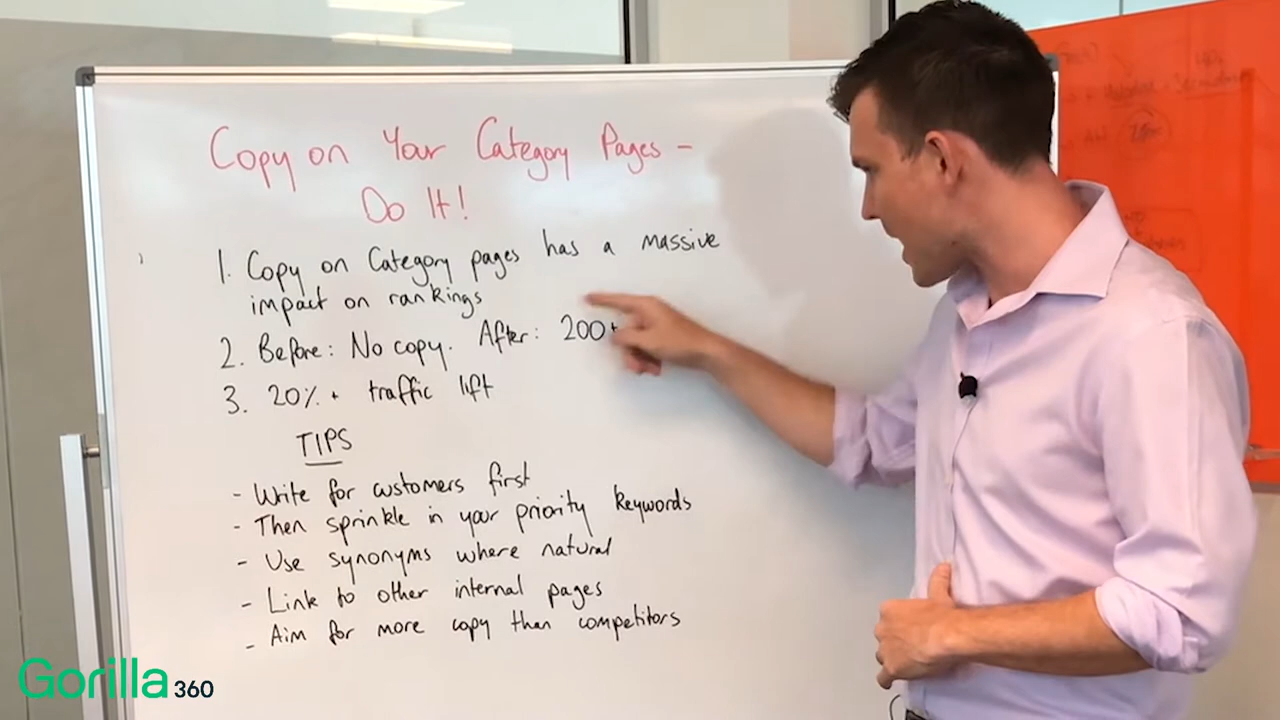 Copy on Your Category Pages -
Do It!
1. Copy on Category pages has a massive
impact on rankings
2. Before: No copy. After: 200+
3. 20% + traffic lift
TIPS
- Write for customers first
- Then sprinkle in your priority keywords
- Use synonyms where natural
- Link to other internal pages
- Aim for more copy than competitors
Gorilla 360